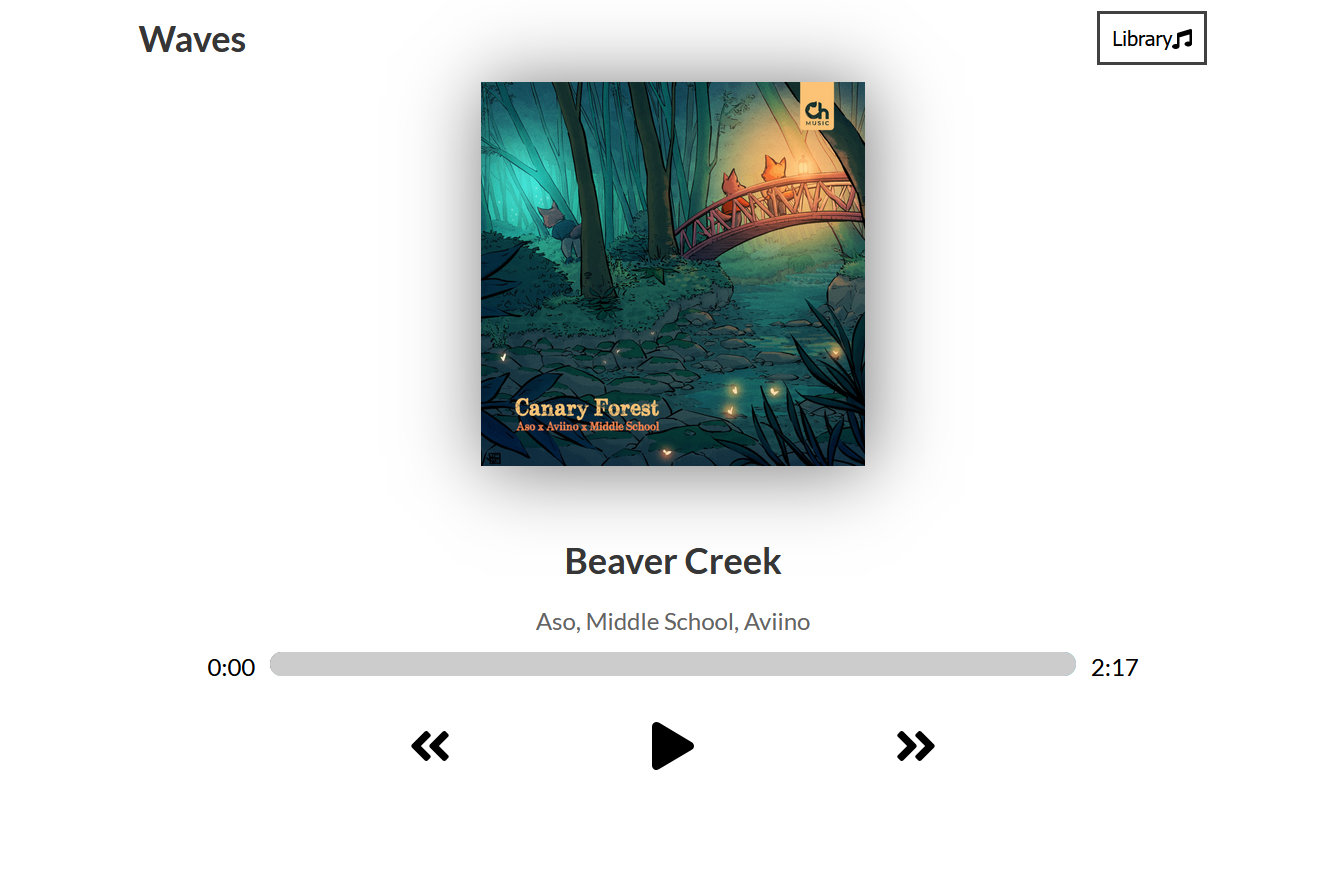 Waves
Library
Ch
MUSIC
Canary Forest
Aso x Aviino x Middle School
Beaver Creek
Aso, Middle School, Aviino
0:00
2:17